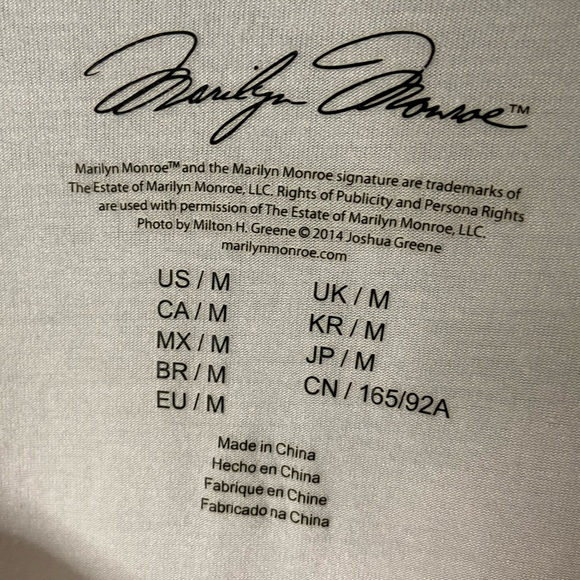 Marilyn Monroe™
Marilyn Monroe™ and the Marilyn Monroe signature are trademarks of
The Estate of Marilyn Monroe, LLC. Rights of Publicity and Persona Rights
are used with permission of The Estate of Marilyn Monroe, LLC.
Photo by Milton H. Greene © 2014 Joshua Greene
marilynmonroe.com
US / M
CA / M
MX / M
BR / M
EU / M
UK / M
KR / M
JP / M
CN / 165/92A
Made in China
Hecho en China
Fabriqué en Chine
Fabricado na China